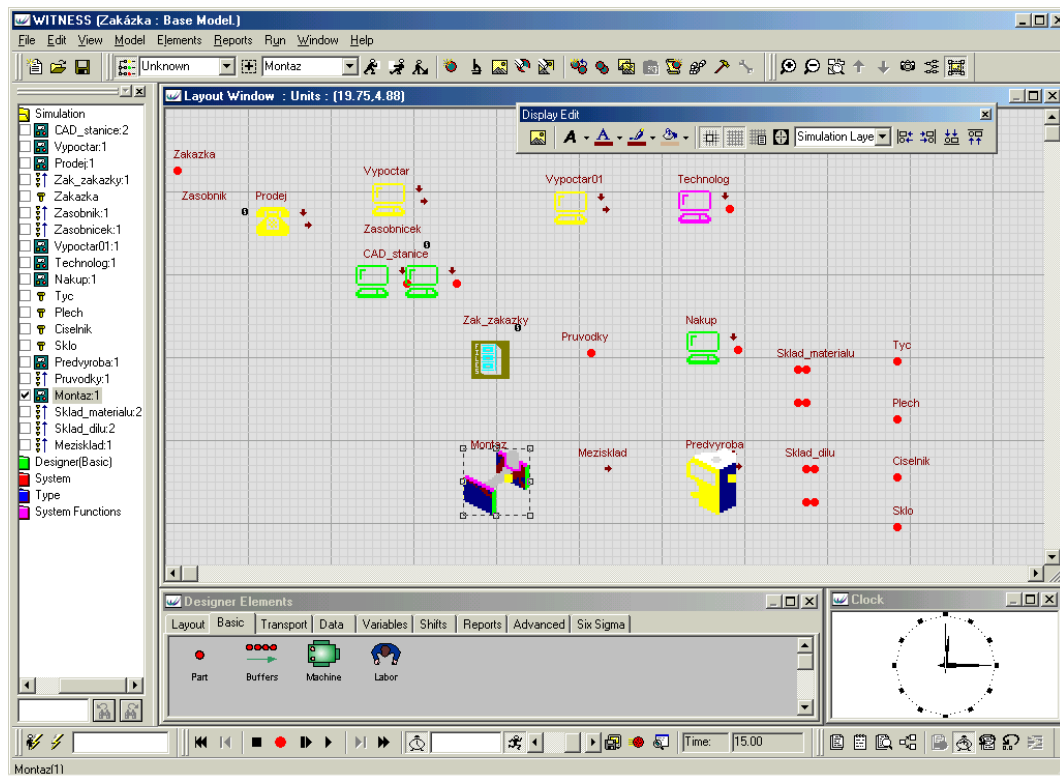 WITNESS (Zakázka : Base Model.)
File Edit View Model Elements Reports Run Window Help
Unknown Montaz
Layout Window : Units : (19.75,4.88)
Display Edit
Simulation Laye
Simulation
CAD_stanice:2
Vypoctar:1
Prodej:1
Zak_zakazky:1
Zakazka
Zasobnik:1
Zasobnicek:1
Vypoctar01:1
Technolog:1
Nakup:1
Tyc
Plech
Ciselnik
Sklo
Predvyroba:1
Pruvodky:1
Montaz:1
Sklad_materialu:2
Sklad_dilu:2
Mezisklad:1
Designer(Basic)
System
Type
System Functions
Zakazka
Vypoctar Vypoctar01 Technolog
Zasobnik Prodej
0
Zasobnicek
0
CAD_stanice
Zak_zakazky
0
Pruvodky
Nakup
Sklad_materialu
Tyc
Plech
Montaz Mezisklad Predvyroba Sklad_dilu
Ciselnik
Sklo
Designer Elements
Layout Basic Transport Data Variables Shifts Reports Advanced Six Sigma
Part Buffers Machine Labor
Clock
Time: 15.00
Montaz(1)